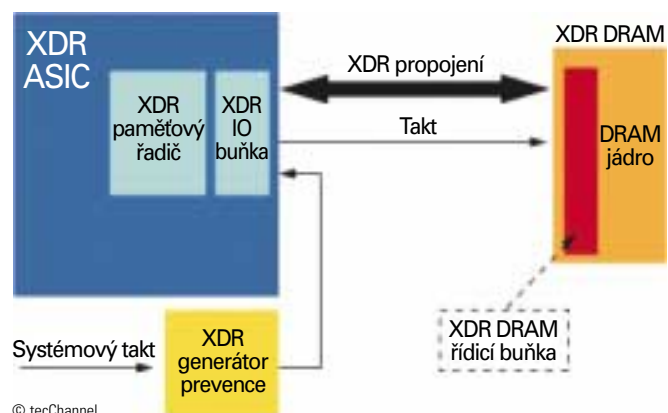 XDR
ASIC
XDR
paměťový
řadič
XDR
IO
buňka
XDR propojení
Takt
XDR DRAM
DRAM
jádro
XDR DRAM
řídicí buňka
Systémový takt
XDR
generátor
prevence
© tecChannel